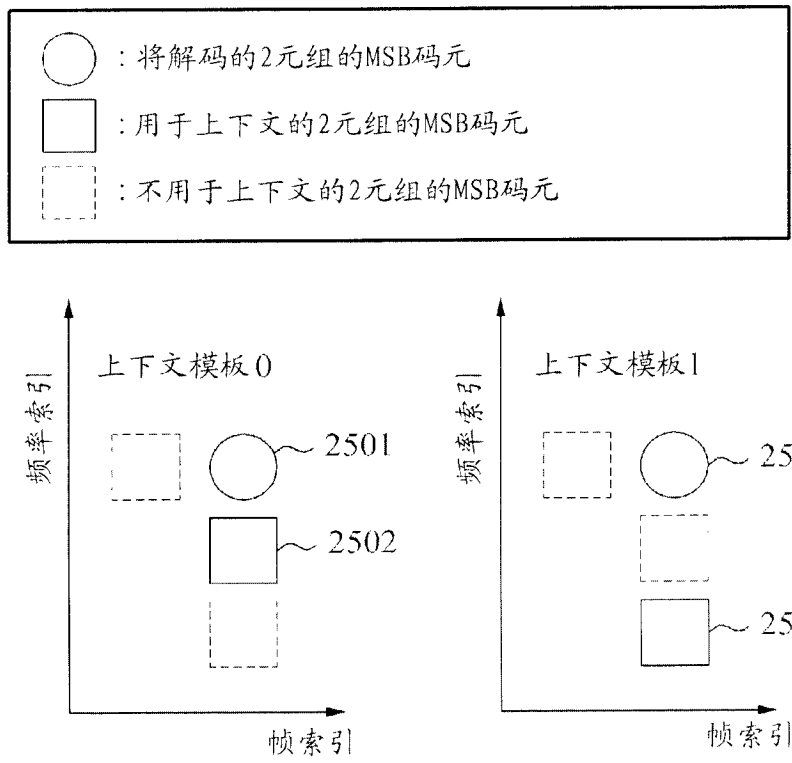 ：将解码的2元组的MSB码元
：用于上下文的2元组的MSB码元
：不用于上下文的2元组的MSB码元
上下文模板0
频率索引
2501
2502
帧索引
上下文模板1
频率索引
25
25
帧索引